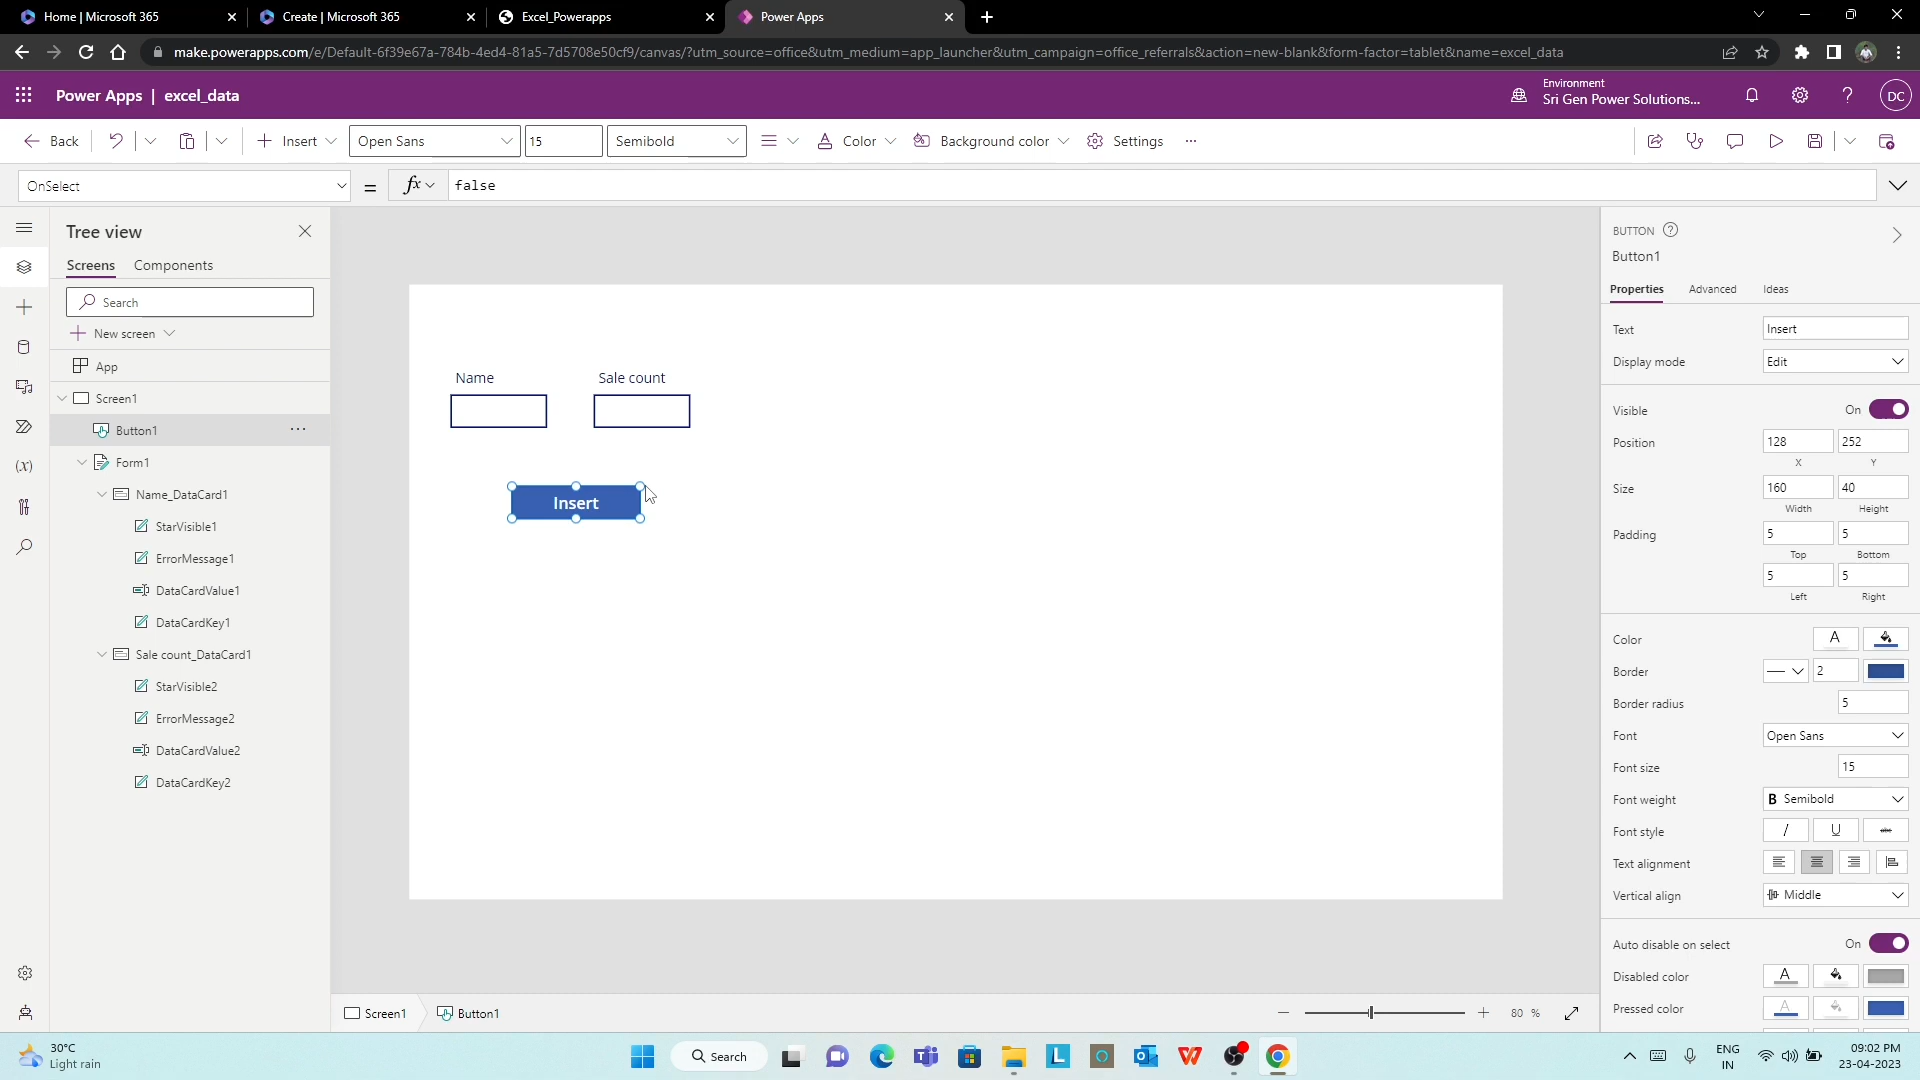 Home | Microsoft 365
Create | Microsoft 365
Excel_Powerapps
Power Apps
make.powerapps.com/e/Default-6f39e67a-784b-4ed4-81a5-7d5708e50cf9/canvas/?utm_source=office&utm_medium=app_launcher&utm_campaign=office_referrals&action=new-blank&form-factor=tablet&name=excel_data
Power Apps | excel_data
Environment
Sri Gen Power Solutions...
DC
Back
Insert
Open Sans
15
Semibold
Color
Background color
Settings
OnSelect
=
fx
false
Tree view
Screens
Components
Search
New screen
App
Screen1
Button1
Form1
Name_DataCard1
StarVisible1
ErrorMessage1
DataCardValue1
DataCardKey1
Sale count_DataCard1
StarVisible2
ErrorMessage2
DataCardValue2
DataCardKey2
Name
Sale count
Insert
BUTTON
Button1
Properties
Advanced
Ideas
Text
Insert
Display mode
Edit
Visible
On
Position
128
252
X
Y
Size
160
40
Width
Height
Padding
5
5
Top
Bottom
5
5
Left
Right
Color
A
Border
2
Border radius
5
Font
Open Sans
Font size
15
Font weight
B Semibold
Font style
/
U
abc
Text alignment
Vertical align
Middle
Auto disable on select
On
Disabled color
A
Pressed color
A
Screen1
Button1
80 %
30°C
Light rain
Search
ENG
IN
09:02 PM
23-04-2023